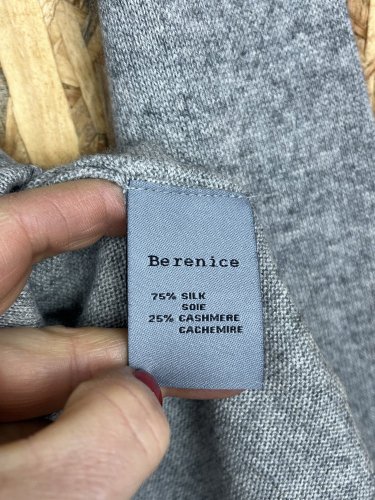 Berenice
75% SILK
SOIE
25% CASHMERE
CACHEMIRE